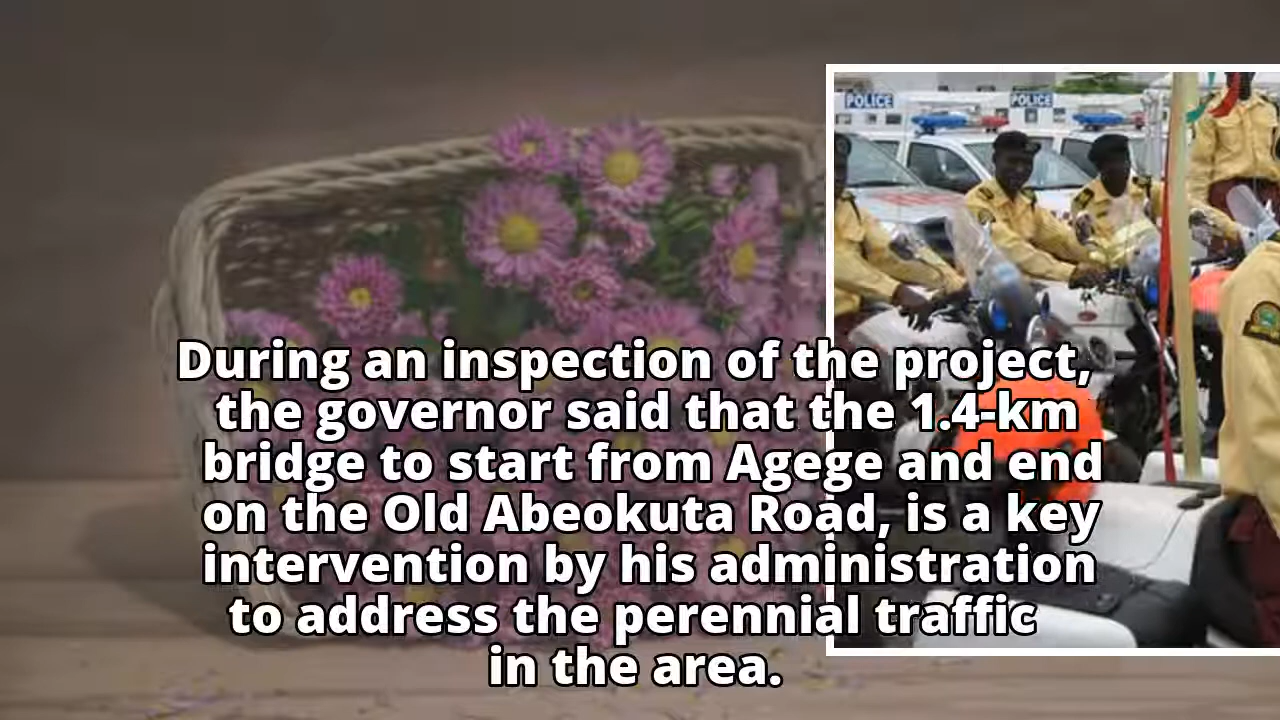 POLICE
POLICE
During an inspection of the project,
the governor said that the 1.4-km
bridge to start from Agege and end
on the Old Abeokuta Road, is a key
intervention by his administration
to address the perennial traffic
in the area.